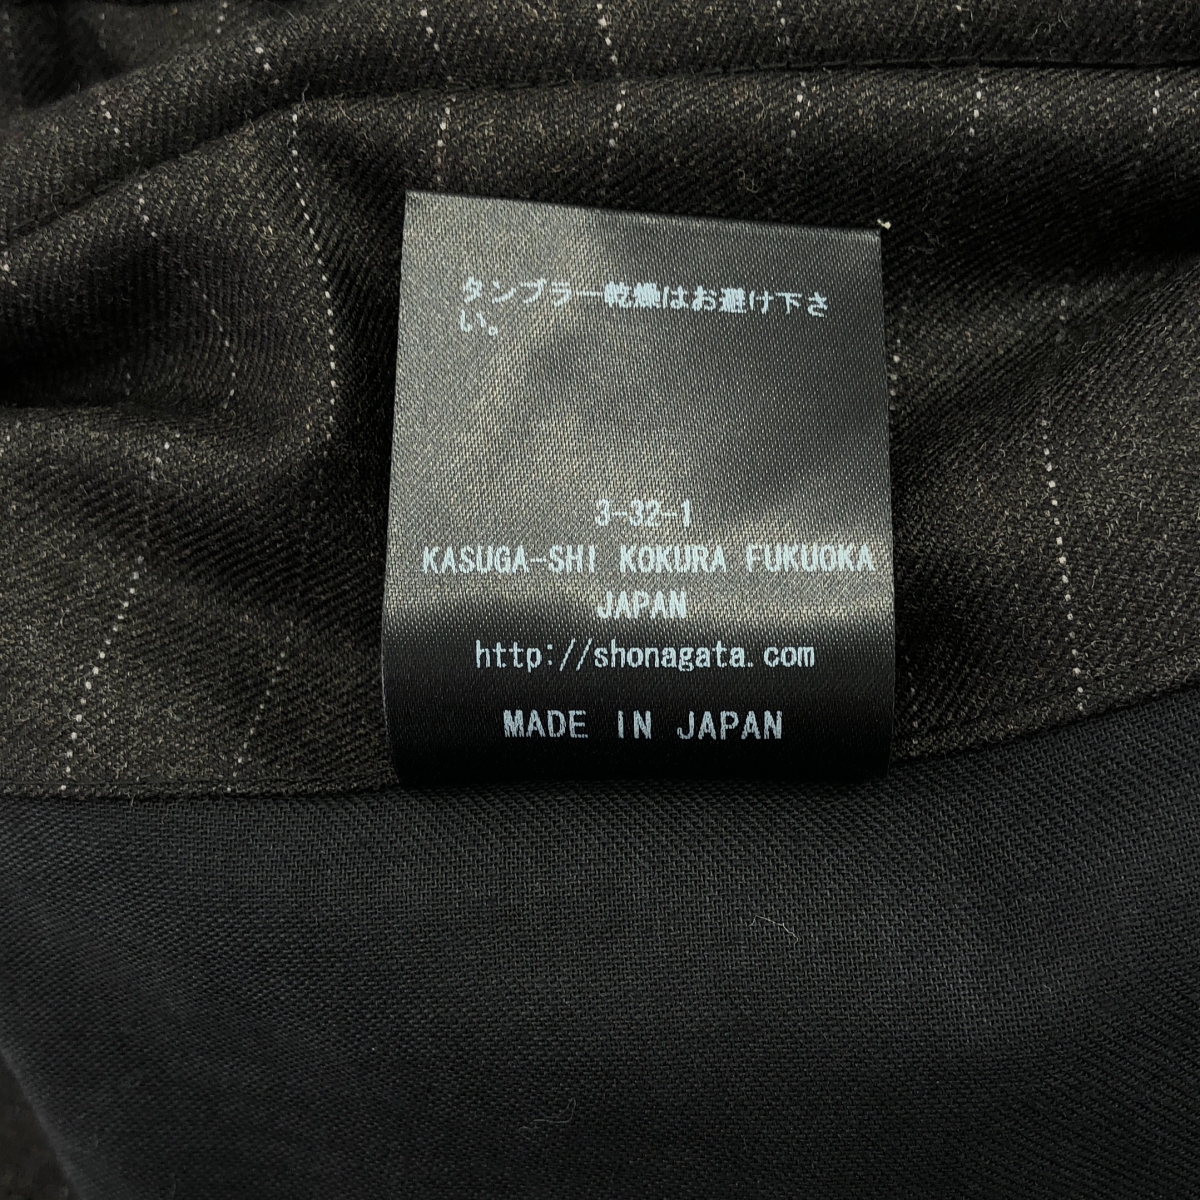 タンブラー乾燥はお避け下さ
い。
3-32-1
KASUGA-SHI KOKURA FUKUOKA
JAPAN
http://shonagata.com
MADE IN JAPAN